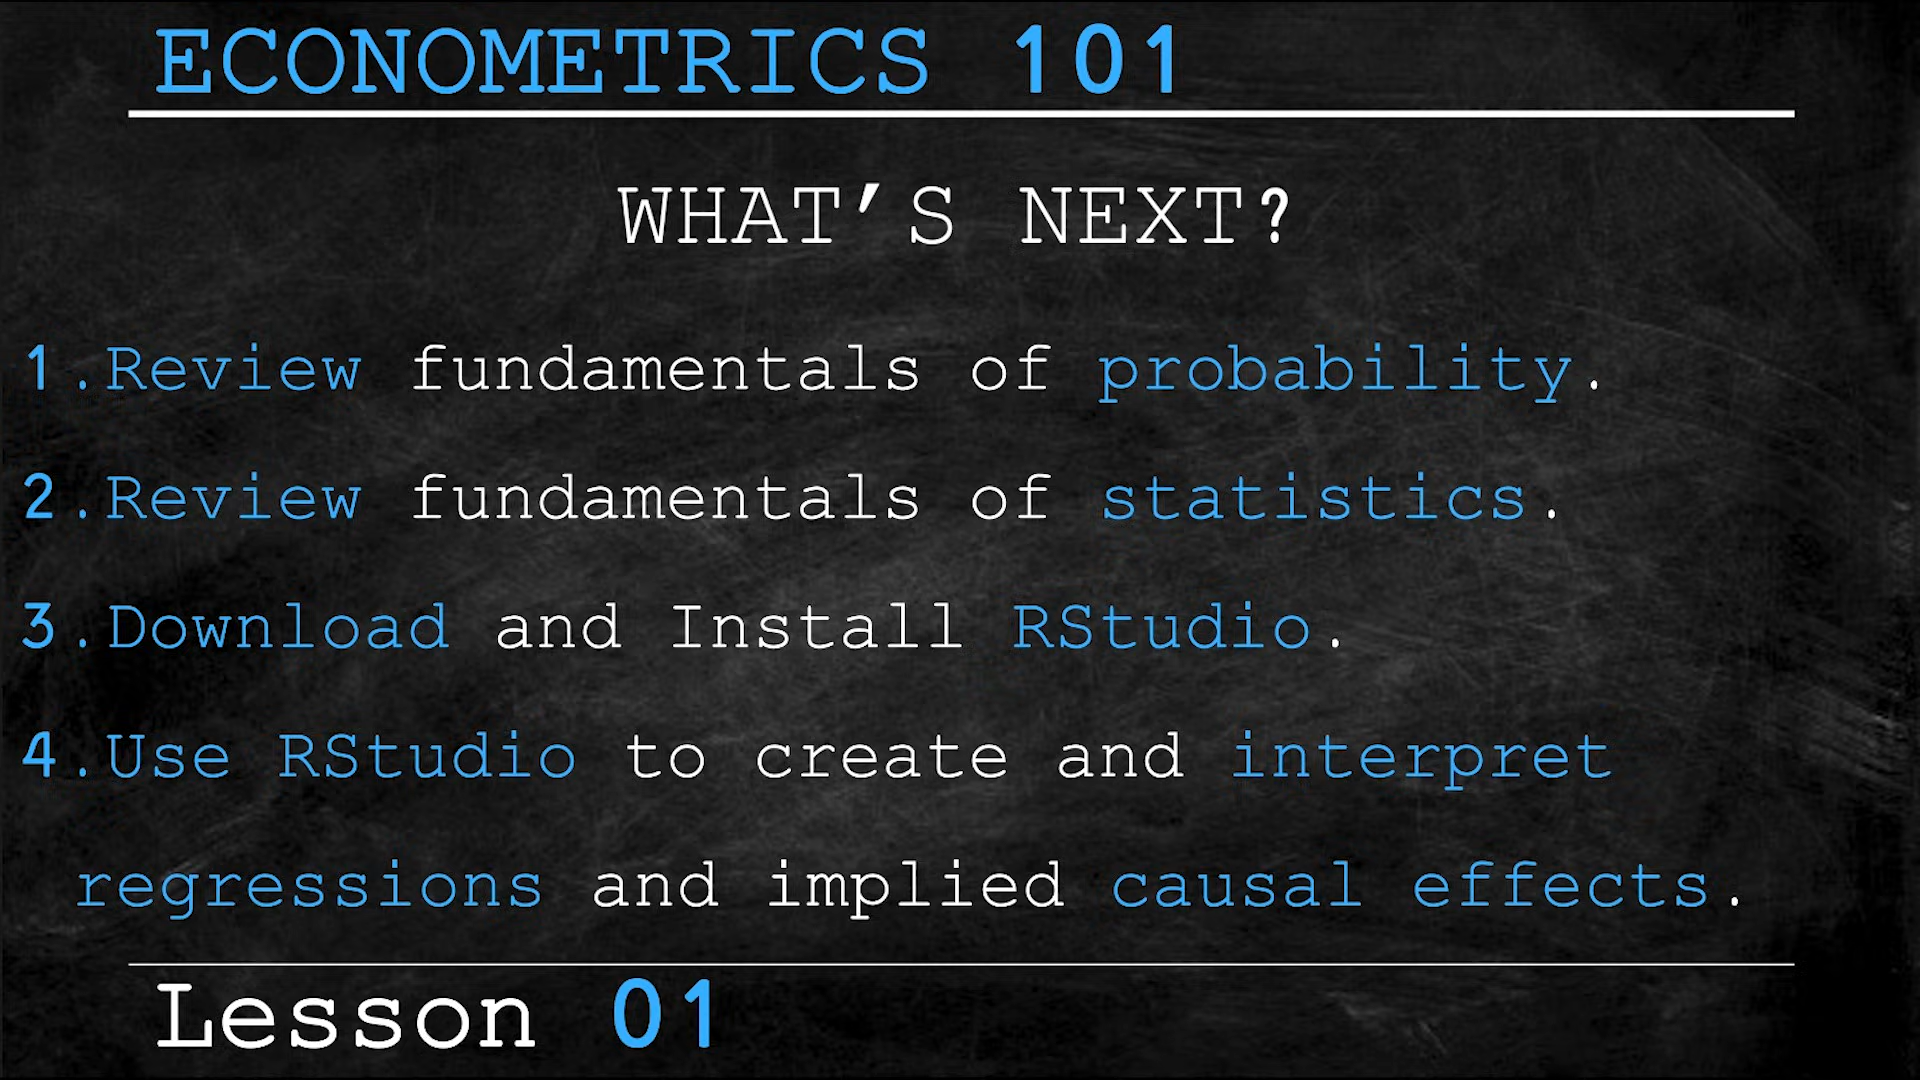 ECONOMETRICS 101
WHAT'S NEXT?
1.Review fundamentals of probability.
2.Review fundamentals of statistics.
3.Download and Install RStudio.
4.Use RStudio to create and interpret
regressions and implied causal effects.
Lesson 01